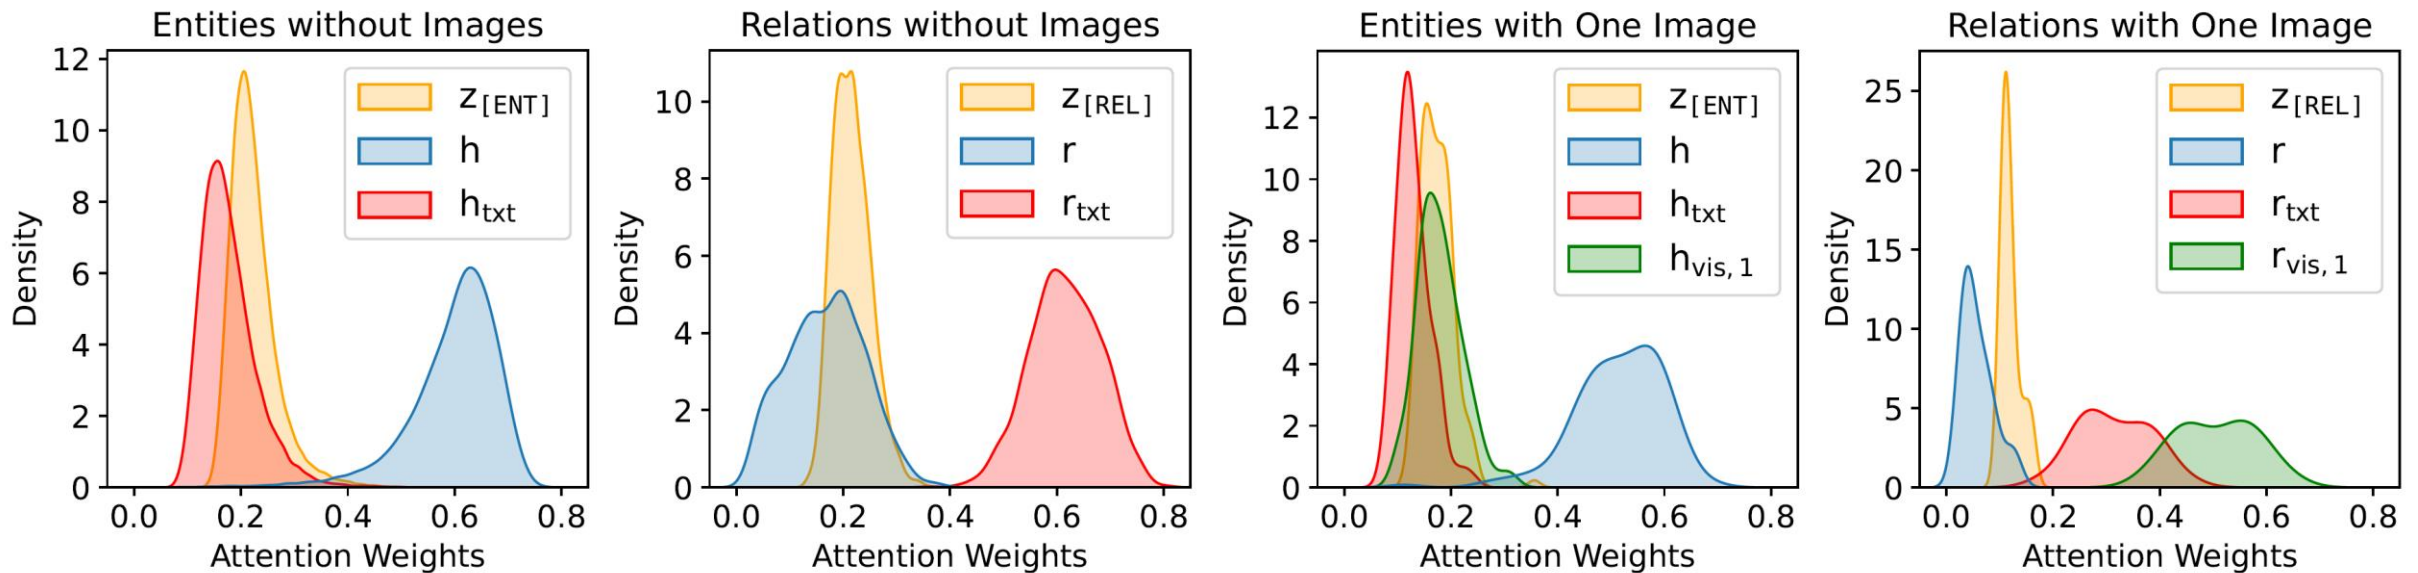 Entities without Images
12
10
8
6
4
2
0
Density
0.0 0.2 0.4 0.6 0.8
Attention Weights
z[ENT]
h
htxt
Relations without Images
10
8
6
4
2
0
Density
0.0 0.2 0.4 0.6 0.8
Attention Weights
z[REL]
r
rtxt
Entities with One Image
12
10
8
6
4
2
0
Density
0.0 0.2 0.4 0.6 0.8
Attention Weights
z[ENT]
h
htxt
hvis, 1
Relations with One Image
25
20
15
10
5
0
Density
0.0 0.2 0.4 0.6 0.8
Attention Weights
z[REL]
r
rtxt
rvis, 1